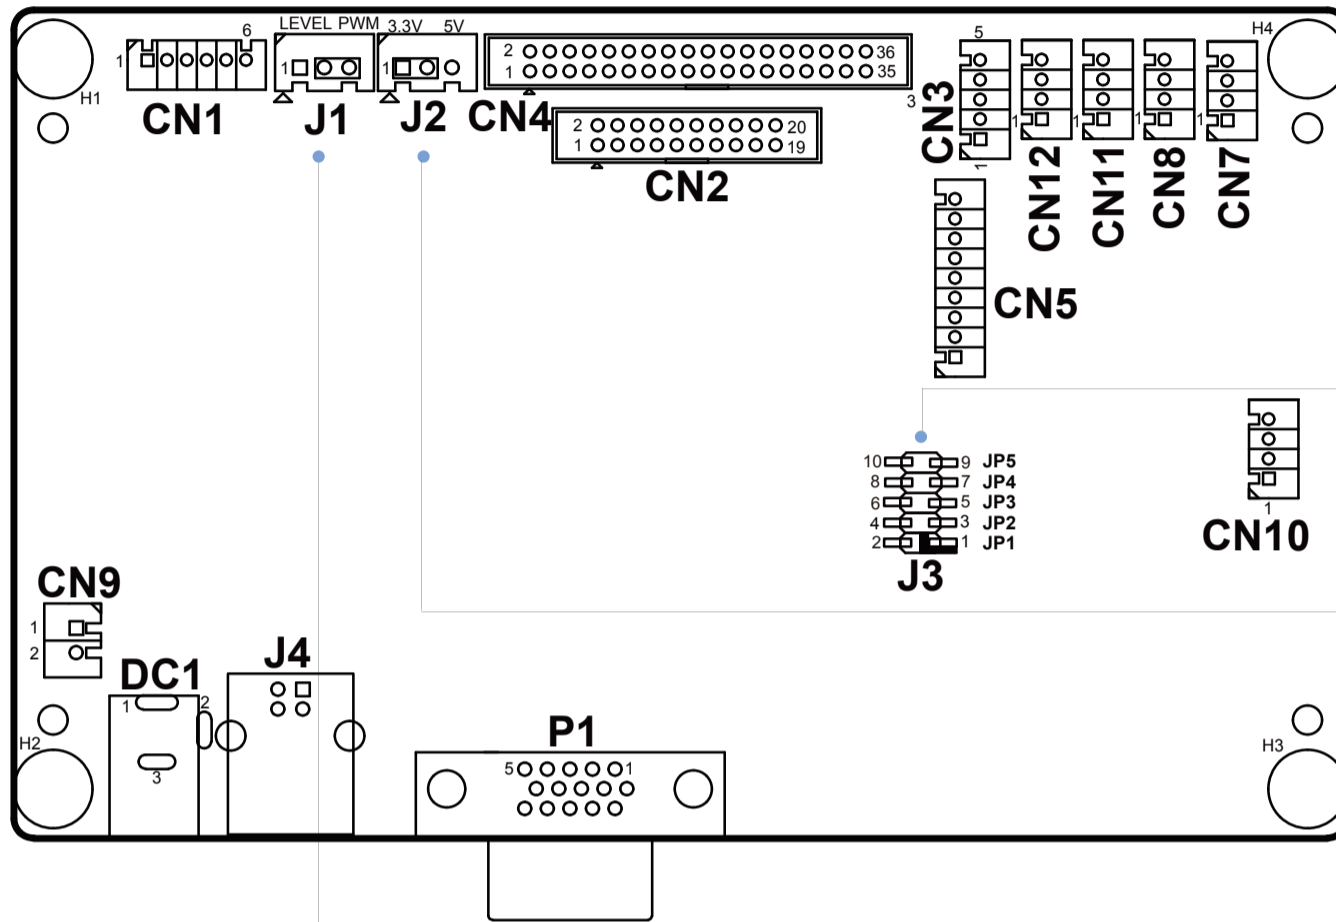 LEVEL PWM 3.3V 5V
6
5
H4
1
1
1
2
36
1
35
3
H1
CN1
J1
J2
CN4
CN3
1
1
1
1
1
2
20
1
19
CN2
CN12
CN11
CN8
CN7
CN5
10
9
JP5
8
7
JP4
6
5
JP3
4
3
JP2
2
1
JP1
J3
1
CN10
CN9
1
2
DC1
1
2
3
J4
P1
5
1
H2
H3